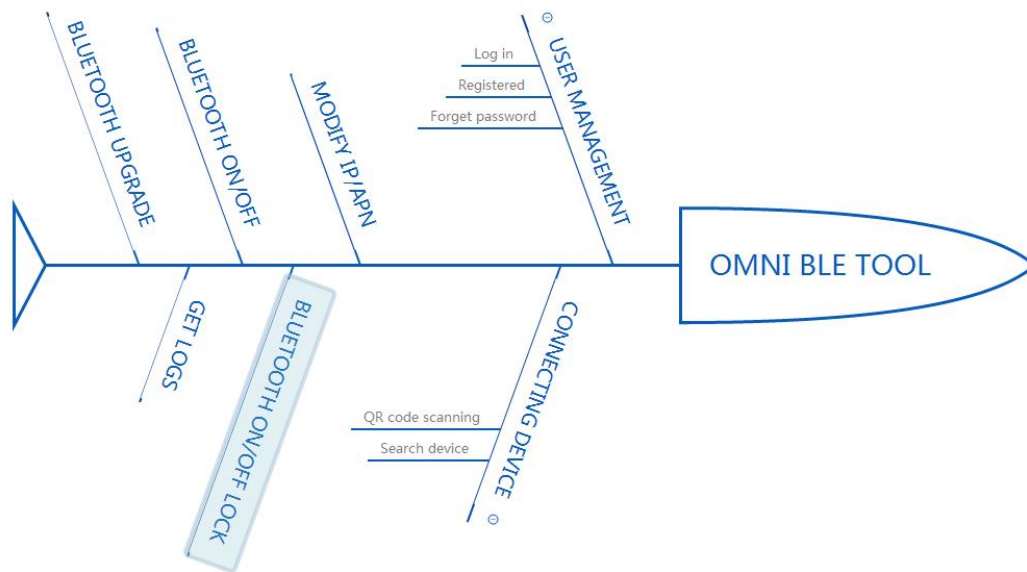 BLUETOOTH UPGRADE
BLUETOOTH ON/OFF
MODIFY IP/APN
USER MANAGEMENT
Log in
Registered
Forget password
OMNI BLE TOOL
GET LOGS
BLUETOOTH ON/OFF LOCK
CONNECTING DEVICE
QR code scanning
Search device